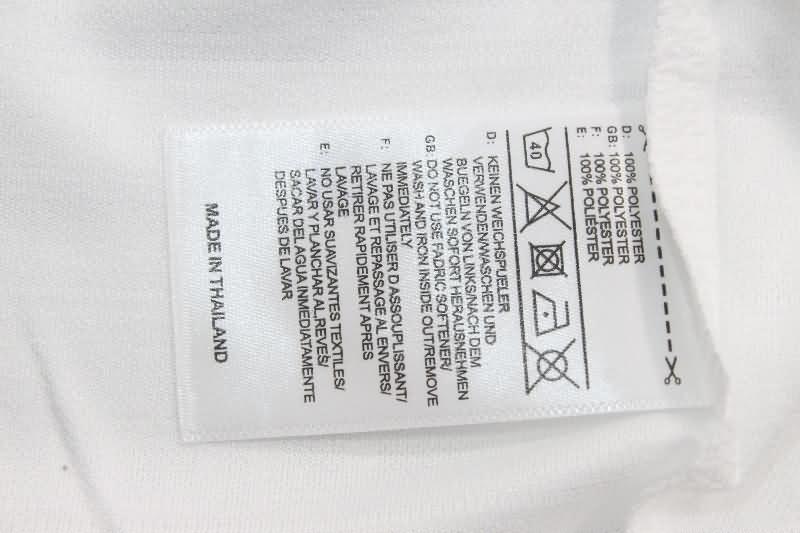 D: 100% POLYESTER
GB: 100% POLYESTER
F: 100% POLYESTER
E: 100% POLIESTER
40
D: KEINEN WEICHSPUELER
VERWENDEN/WASCHEN UND
BUEGELN VON LINKS/NACH DEM
WASCHEN SOFORT HERAUSNEHMEN
GB: DO NOT USE FADRIC SOFTENER/
WASH AND IRON INSIDE OUT/REMOVE
IMMEDIATELY
F: NE PAS UTILISER D ASSOUPLISSANT/
LAVAGE ET REPASSAGE AL ENVERS/
RETIRER RAPIDEMENT APRES
LAVAGE
E: NO USAR SUAVIZANTES TEXTILES/
LAVAR Y PLANCHAR AL,REVES/
SACAR DEL AGUA INMEDIATAMENTE
DESPUES DE LAVAR
MADE IN THAILAND